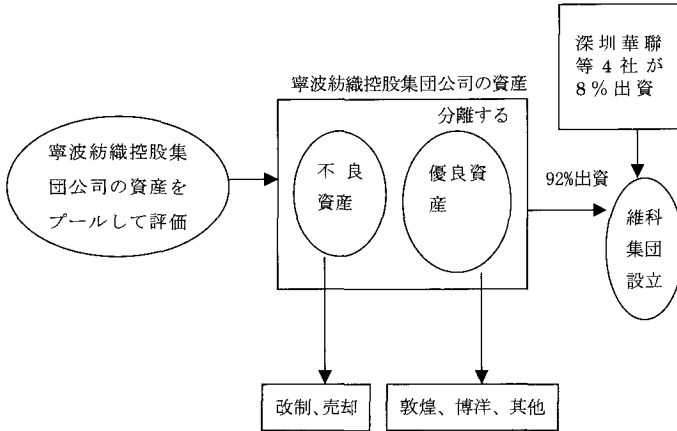 深圳華聯
等4社が
8%出資
寧波紡織控股集団公司の資産
分離する
寧波紡織控股集
団公司の資産を
プールして評価
不良
資産
優良資
産
92%出資
維科
集団
設立
改制、売却
敦煌、博洋、其他